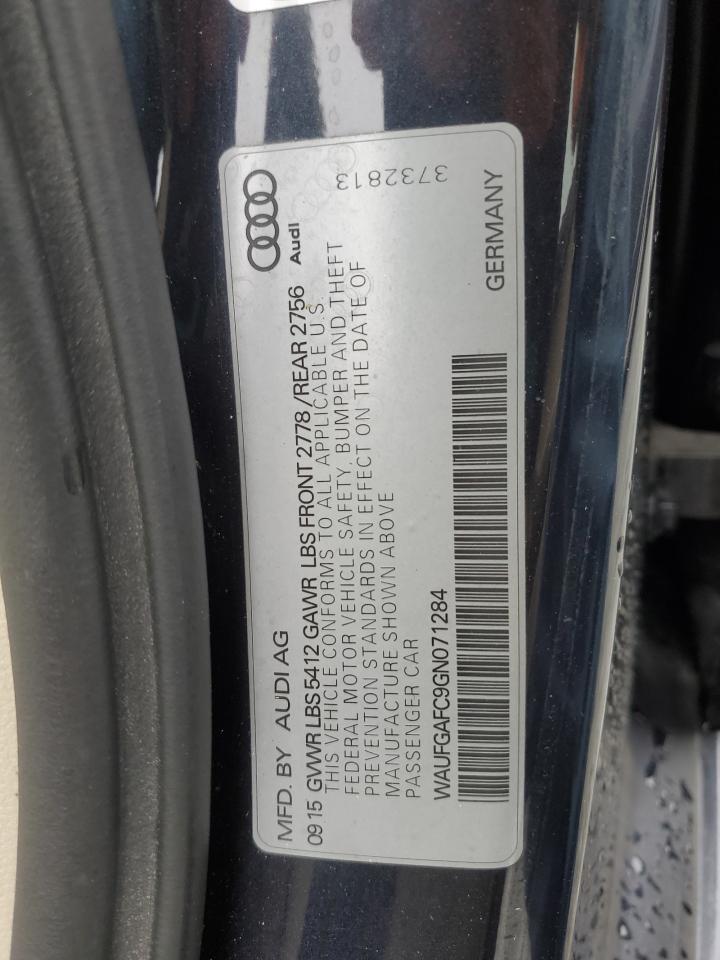 MFD. BY AUDI AG
Audi
09 15 GVWR LBS 5412 GAWR LBS FRONT 2778 / REAR 2756
THIS VEHICLE CONFORMS TO ALL APPLICABLE U.S.
FEDERAL MOTOR VEHICLE SAFETY, BUMPER AND THEFT
PREVENTION STANDARDS IN EFFECT ON THE DATE OF
MANUFACTURE SHOWN ABOVE
PASSENGER CAR
3732813
WAUFGAFC9GN071284
GERMANY